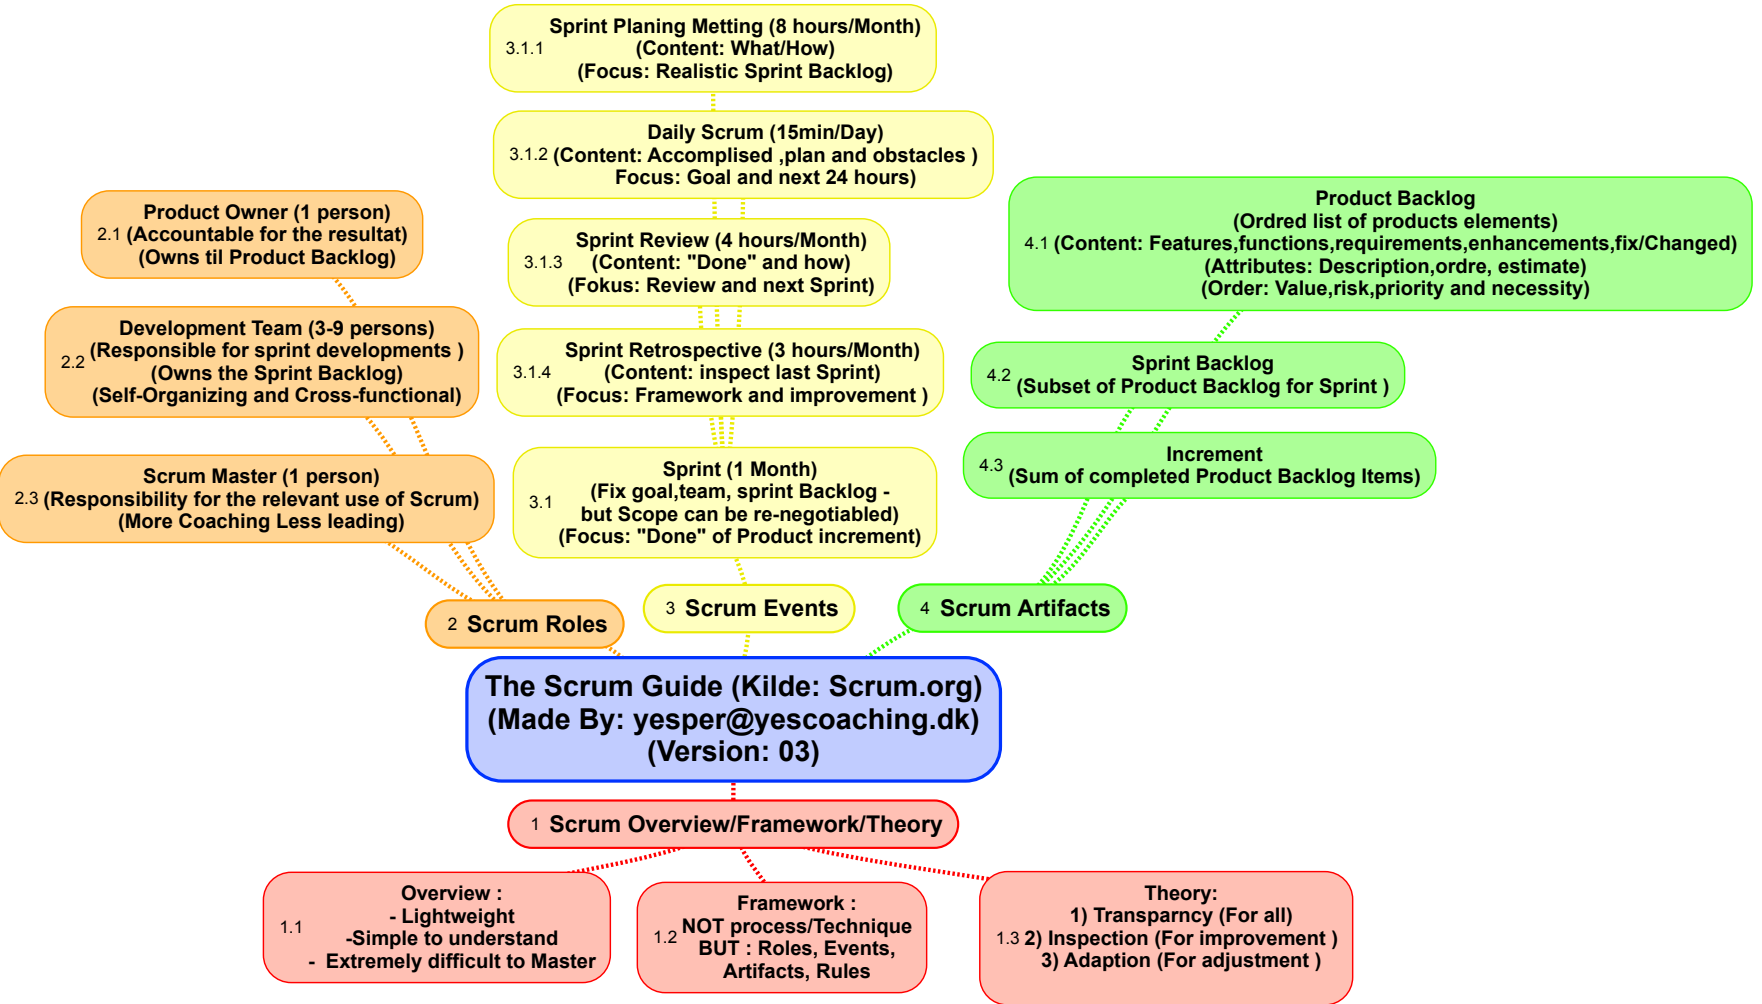 3.1.1
Sprint Planing Metting (8 hours/Month)
(Content: What/How)
(Focus: Realistic Sprint Backlog)
3.1.2
Daily Scrum (15min/Day)
(Content: Accomplised ,plan and obstacles )
Focus: Goal and next 24 hours)
3.1.3
Sprint Review (4 hours/Month)
(Content: "Done" and how)
(Fokus: Review and next Sprint)
3.1.4
Sprint Retrospective (3 hours/Month)
(Content: inspect last Sprint)
(Focus: Framework and improvement )
3.1
Sprint (1 Month)
(Fix goal,team, sprint Backlog -
but Scope can be re-negotiabled)
(Focus: "Done" of Product increment)
2.1
Product Owner (1 person)
(Accountable for the resultat)
(Owns til Product Backlog)
2.2
Development Team (3-9 persons)
(Responsible for sprint developments )
(Owns the Sprint Backlog)
(Self-Organizing and Cross-functional)
2.3
Scrum Master (1 person)
(Responsibility for the relevant use of Scrum)
(More Coaching Less leading)
4.1
Product Backlog
(Ordred list of products elements)
(Content: Features,functions,requirements,enhancements,fix/Changed)
(Attributes: Description,ordre, estimate)
(Order: Value,risk,priority and necessity)
4.2
Sprint Backlog
(Subset of Product Backlog for Sprint )
4.3
Increment
(Sum of completed Product Backlog Items)
2 Scrum Roles
3 Scrum Events
4 Scrum Artifacts
The Scrum Guide (Kilde: Scrum.org)
(Made By: yesper@yescoaching.dk)
(Version: 03)
1 Scrum Overview/Framework/Theory
1.1
Overview :
- Lightweight
-Simple to understand
- Extremely difficult to Master
1.2
Framework :
NOT process/Technique
BUT : Roles, Events,
Artifacts, Rules
1.3
Theory:
1) Transparncy (For all)
2) Inspection (For improvement )
3) Adaption (For adjustment )